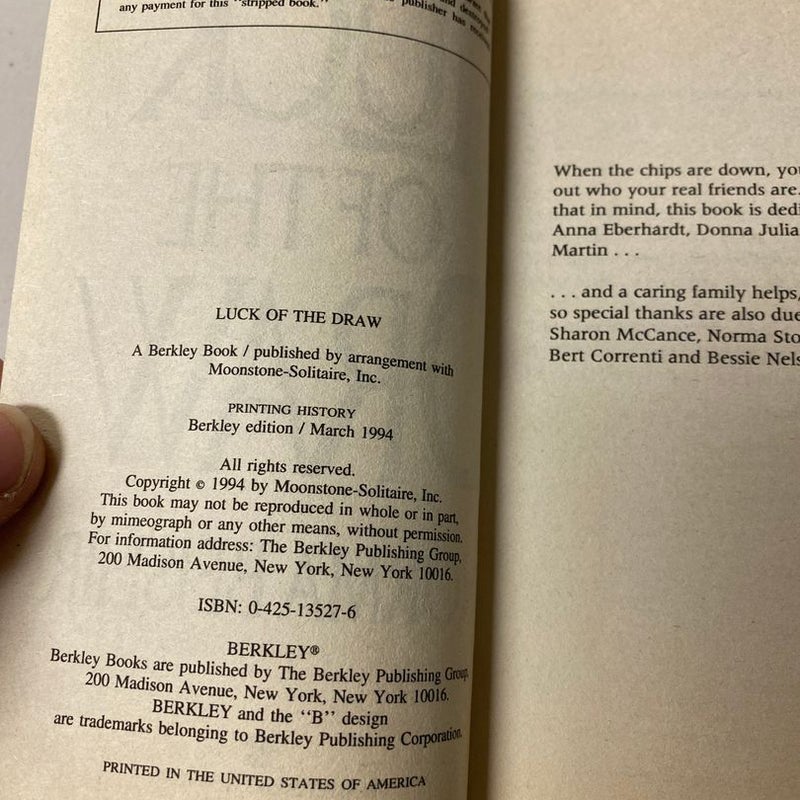 any payment for this "stripped book."
publisher has
LUCK OF THE DRAW
A Berkley Book / published by arrangement with
Moonstone-Solitaire, Inc.
PRINTING HISTORY
Berkley edition / March 1994
All rights reserved.
Copyright © 1994 by Moonstone-Solitaire, Inc.
This book may not be reproduced in whole or in part,
by mimeograph or any other means, without permission.
For information address: The Berkley Publishing Group,
200 Madison Avenue, New York, New York 10016.
ISBN: 0-425-13527-6
BERKLEY®
Berkley Books are published by The Berkley Publishing Group,
200 Madison Avenue, New York, New York 10016.
BERKLEY and the "B" design
are trademarks belonging to Berkley Publishing Corporation.
PRINTED IN THE UNITED STATES OF AMERICA
When the chips are down, you
out who your real friends are.
that in mind, this book is dedi
Anna Eberhardt, Donna Julia
Martin . . .
. . . and a caring family helps,
so special thanks are also due
Sharon McCance, Norma Sto
Bert Correnti and Bessie Nels